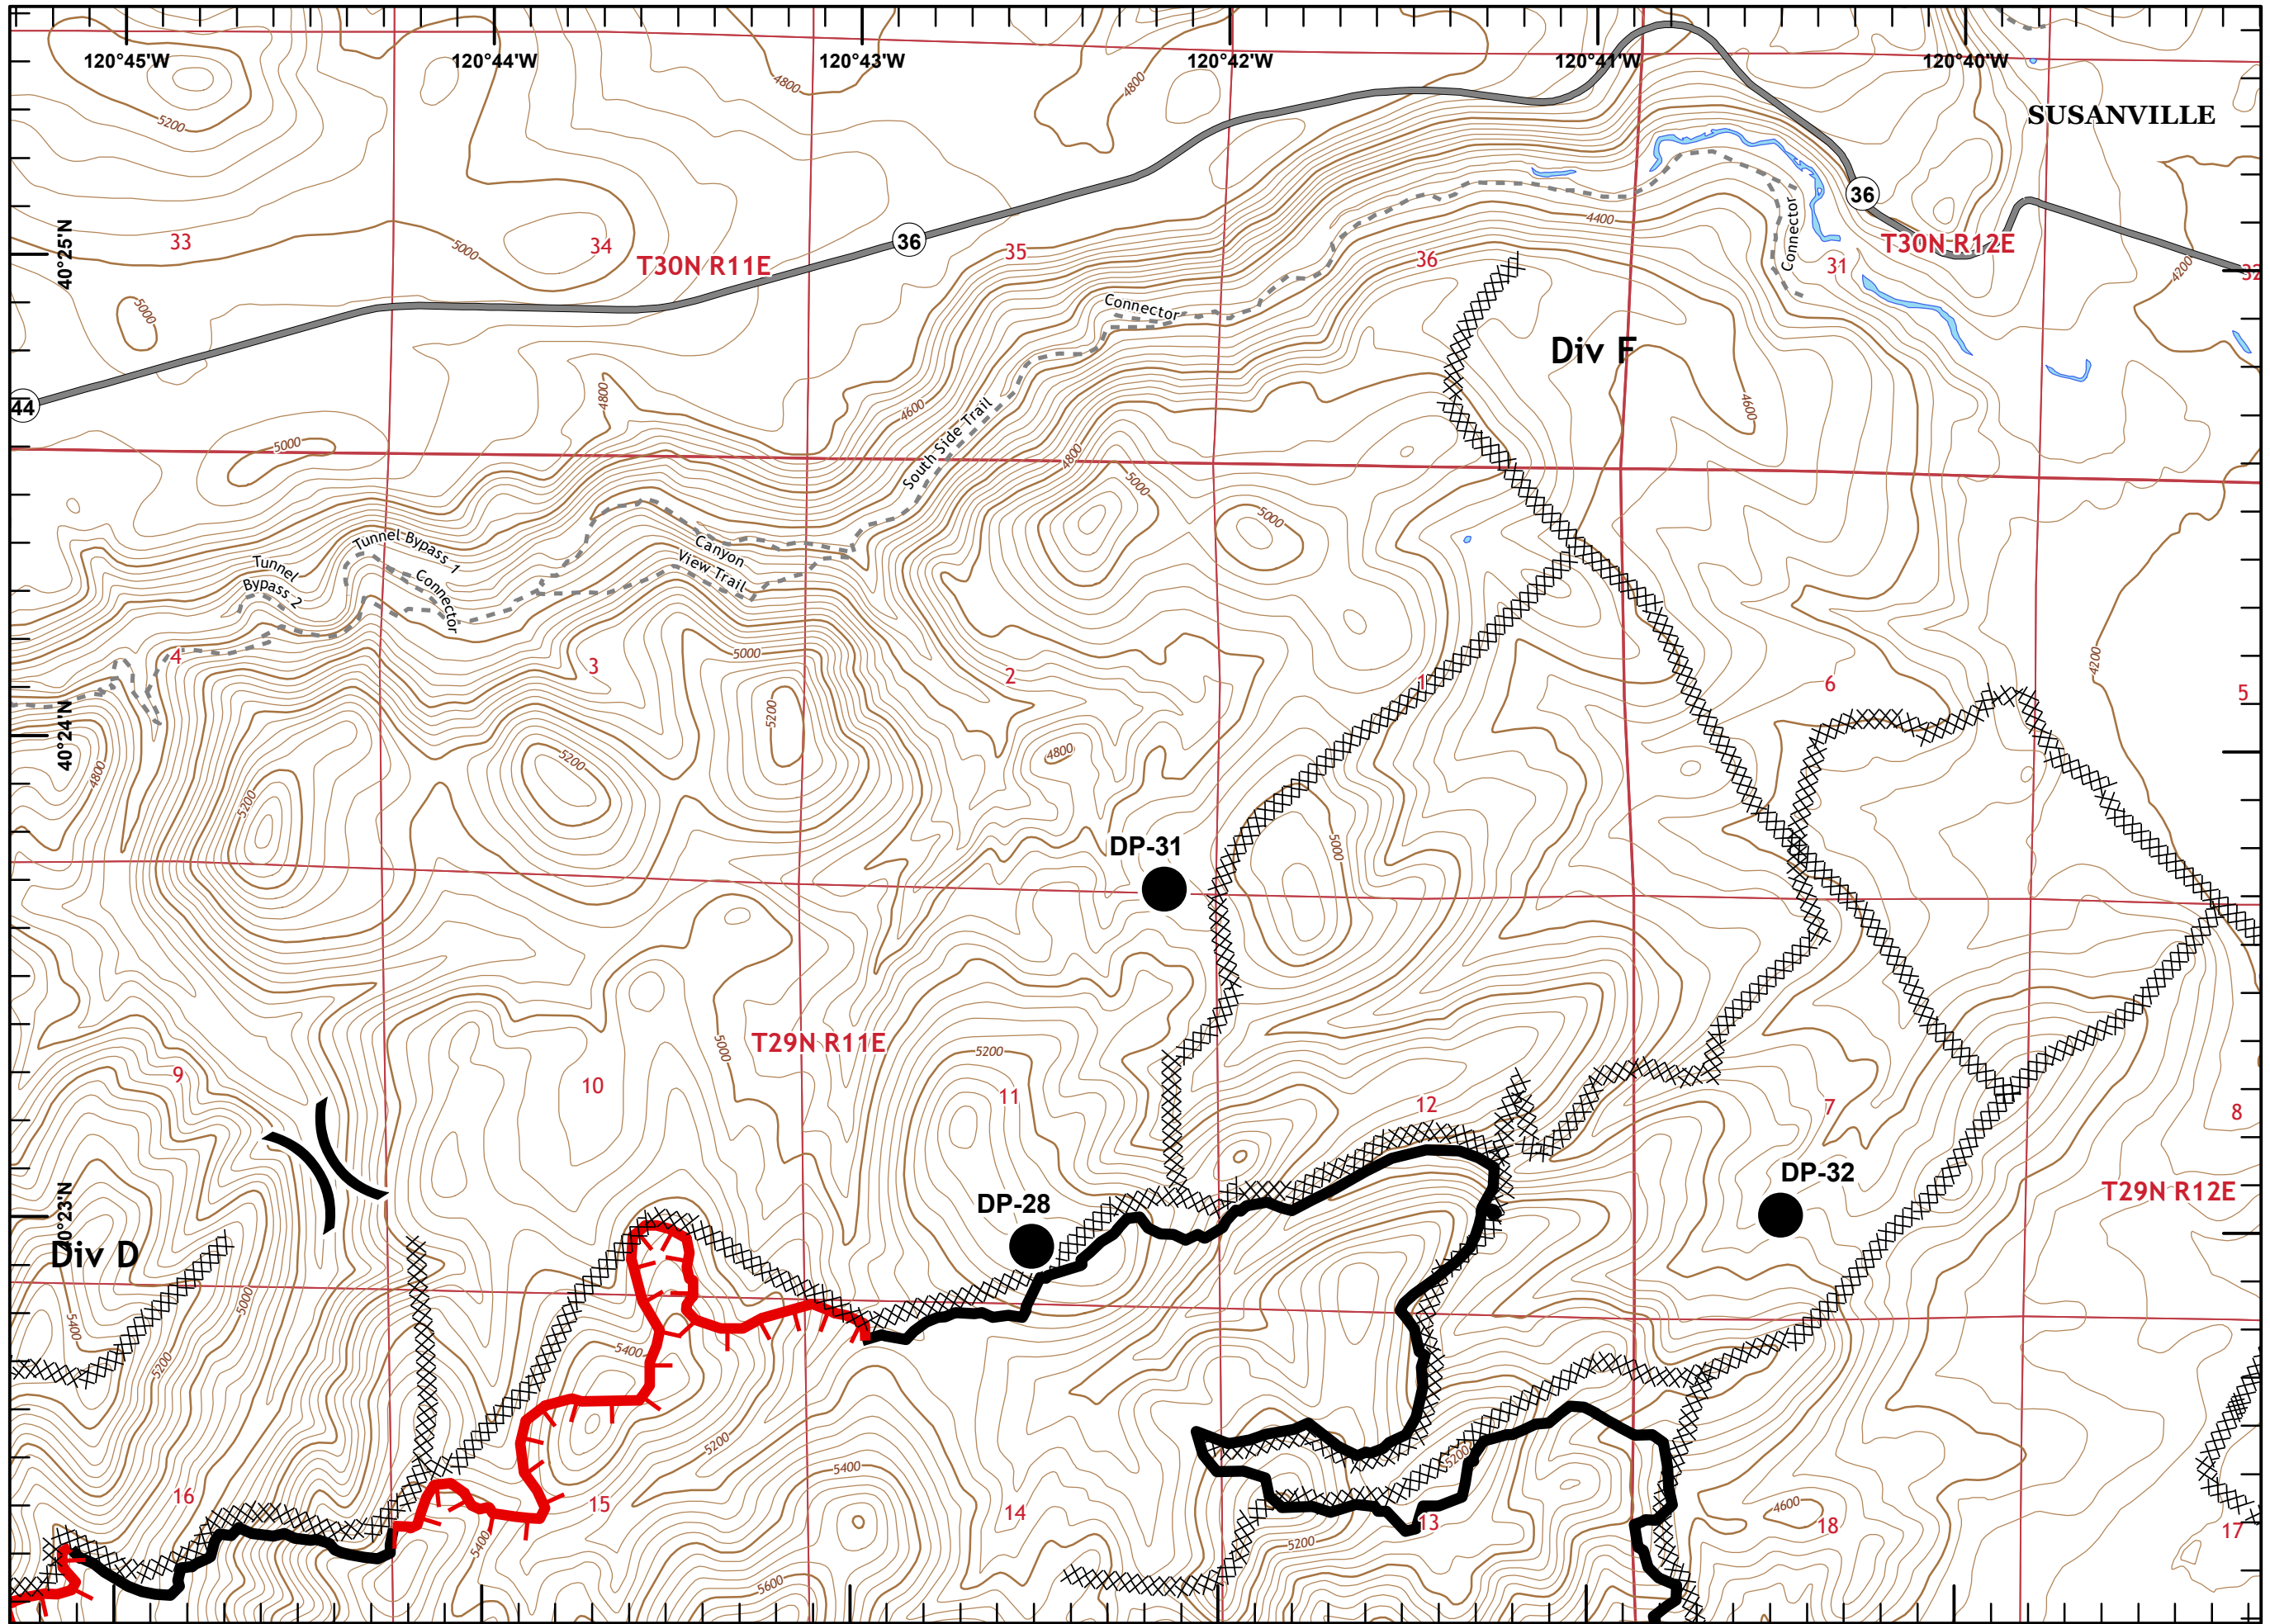 120°45'W
120°44'W
120°43'W
120°42'W
120°41'W
120°40'W
4800
4800
5200
SUSANVILLE
36
4400
Connector
40°25'N
33
5000
34
T30N R11E
36
35
36
31
T30N R12E
32
4200
5000
Connector
Div F
44
4800
4600
4600
South Side Trail
5000
4800
5000
5000
Tunnel Bypass 1
Tunnel
Bypass 2
Connector
Canyon
View Trail
4
3
5000
2
1
6
4200
5
40°24'N
4800
5200
5200
5200
4800
DP-31
5000
5000
T29N R11E
5200
9
10
11
12
7
8
DP-28
DP-32
T29N R12E
40°23'N
Div D
5000
5400
5200
5400
5200
5400
5200
16
15
14
13
4600
18
17
5400
5200
5600